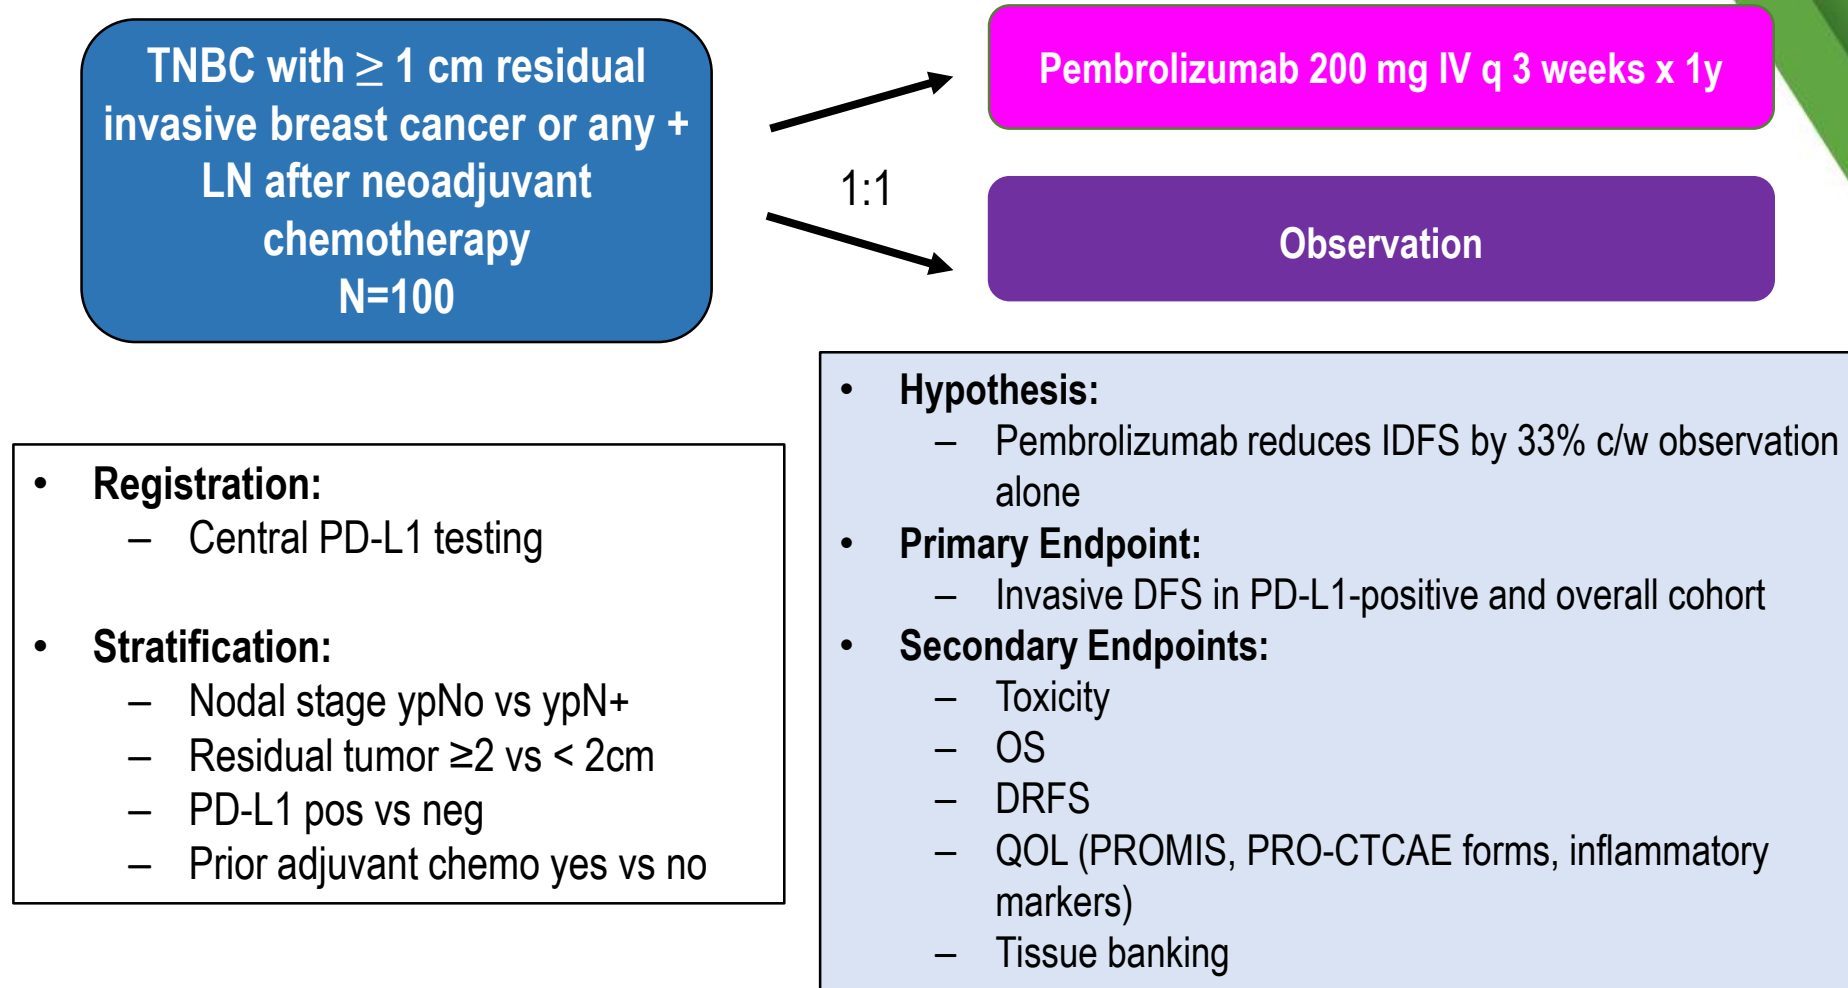 TNBC with ≥ 1 cm residual
invasive breast cancer or any +
LN after neoadjuvant
chemotherapy
N=100
1:1
Pembrolizumab 200 mg IV q 3 weeks x 1y
Observation
• Registration:
– Central PD-L1 testing
• Stratification:
– Nodal stage ypNo vs ypN+
– Residual tumor ≥2 vs < 2cm
– PD-L1 pos vs neg
– Prior adjuvant chemo yes vs no
• Hypothesis:
– Pembrolizumab reduces IDFS by 33% c/w observation
alone
• Primary Endpoint:
– Invasive DFS in PD-L1-positive and overall cohort
• Secondary Endpoints:
– Toxicity
– OS
– DRFS
– QOL (PROMIS, PRO-CTCAE forms, inflammatory
markers)
– Tissue banking